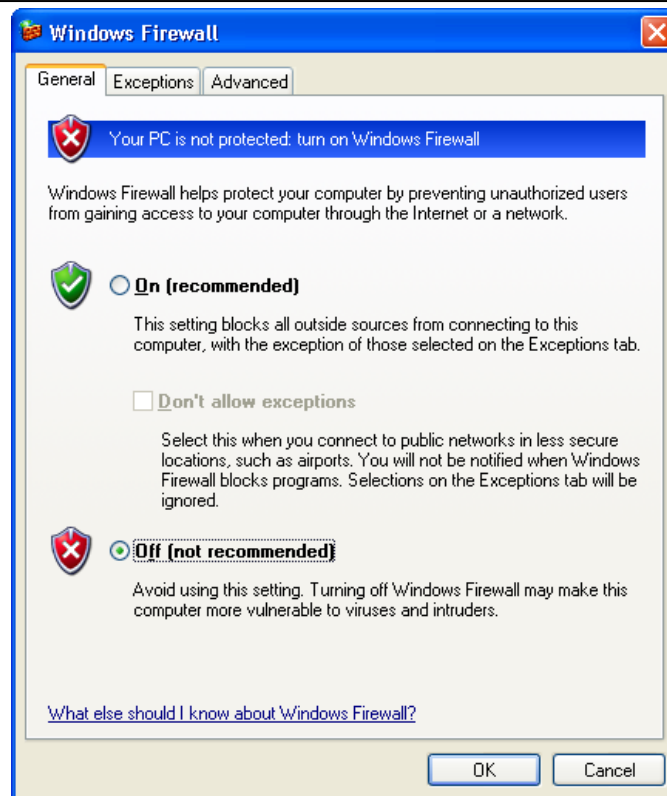 Windows Firewall
General Exceptions Advanced
Your PC is not protected: turn on Windows Firewall
Windows Firewall helps protect your computer by preventing unauthorized users
from gaining access to your computer through the Internet or a network.
On (recommended)
This setting blocks all outside sources from connecting to this
computer, with the exception of those selected on the Exceptions tab.
Don't allow exceptions
Select this when you connect to public networks in less secure
locations, such as airports. You will not be notified when Windows
Firewall blocks programs. Selections on the Exceptions tab will be
ignored.
Off (not recommended)
Avoid using this setting. Turning off Windows Firewall may make this
computer more vulnerable to viruses and intruders.
What else should I know about Windows Firewall?
OK Cancel